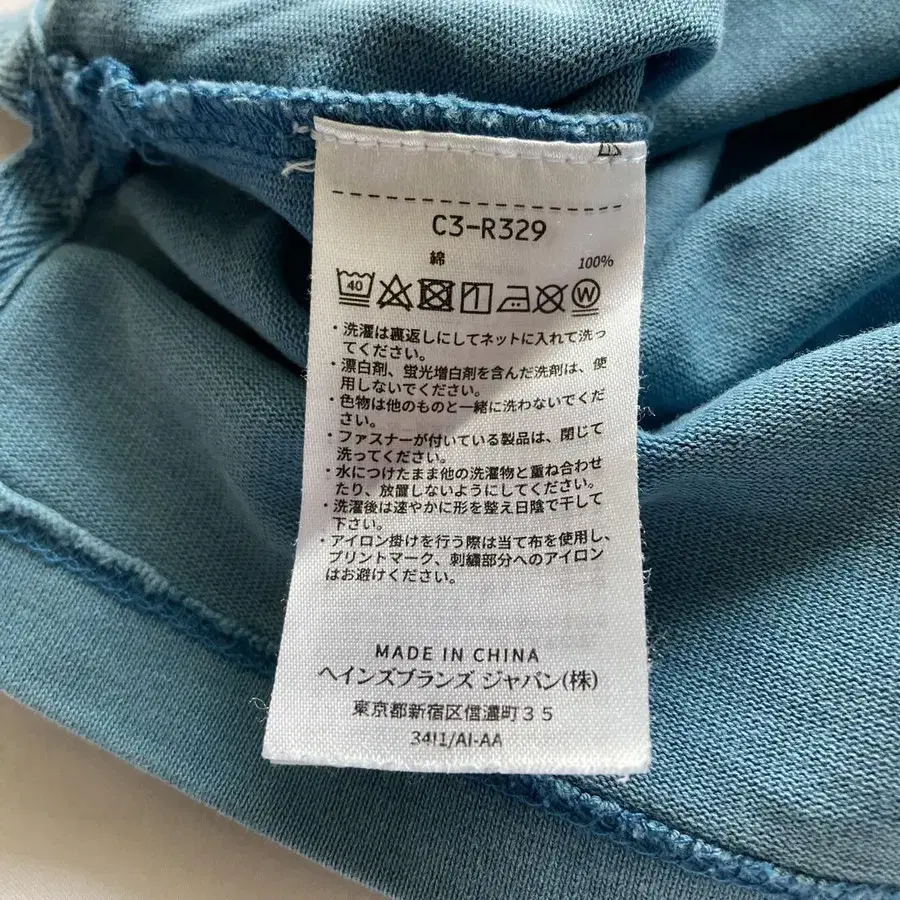 C3-R329
綿 100%
40 W
・洗濯は裏返しにしてネットに入れて洗っ
てください。
・漂白剤、蛍光増白剤を含んだ洗剤は、使
用しないでください。
・色物は他のものと一緒に洗わないでくだ
さい。
・ファスナーが付いている製品は、閉じて
洗ってください。
・水につけたまま他の洗濯物と重ね合わせ
たり、放置しないようにしてください。
・洗濯後は速やかに形を整え日陰で干して
下さい。
・アイロン掛けを行う際は当て布を使用し、
プリントマーク、刺繍部分へのアイロン
はお避けください。
MADE IN CHINA
ヘインズブランズ ジャパン(株)
東京都新宿区信濃町35
34I1/AI-AA